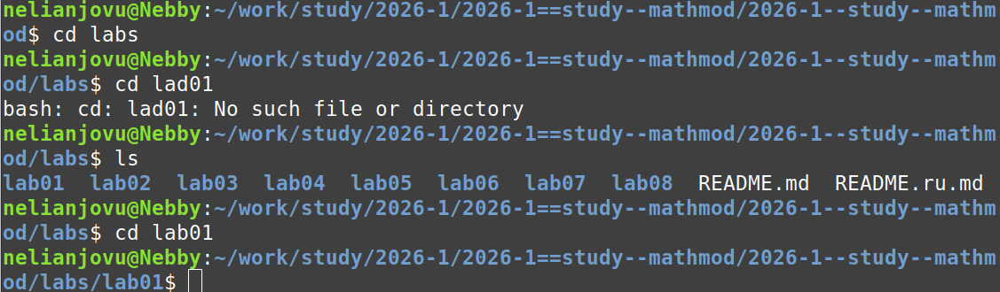 nelianjovu@Nebby:~/work/study/2026-1/2026-1==study--mathmod/2026-1--study--mathm
od$ cd labs
nelianjovu@Nebby:~/work/study/2026-1/2026-1==study--mathmod/2026-1--study--mathm
od/labs$ cd lad01
bash: cd: lad01: No such file or directory
nelianjovu@Nebby:~/work/study/2026-1/2026-1==study--mathmod/2026-1--study--mathm
od/labs$ ls
lab01  lab02  lab03  lab04  lab05  lab06  lab07  lab08  README.md  README.ru.md
nelianjovu@Nebby:~/work/study/2026-1/2026-1==study--mathmod/2026-1--study--mathm
od/labs$ cd lab01
nelianjovu@Nebby:~/work/study/2026-1/2026-1==study--mathmod/2026-1--study--mathm
od/labs/lab01$